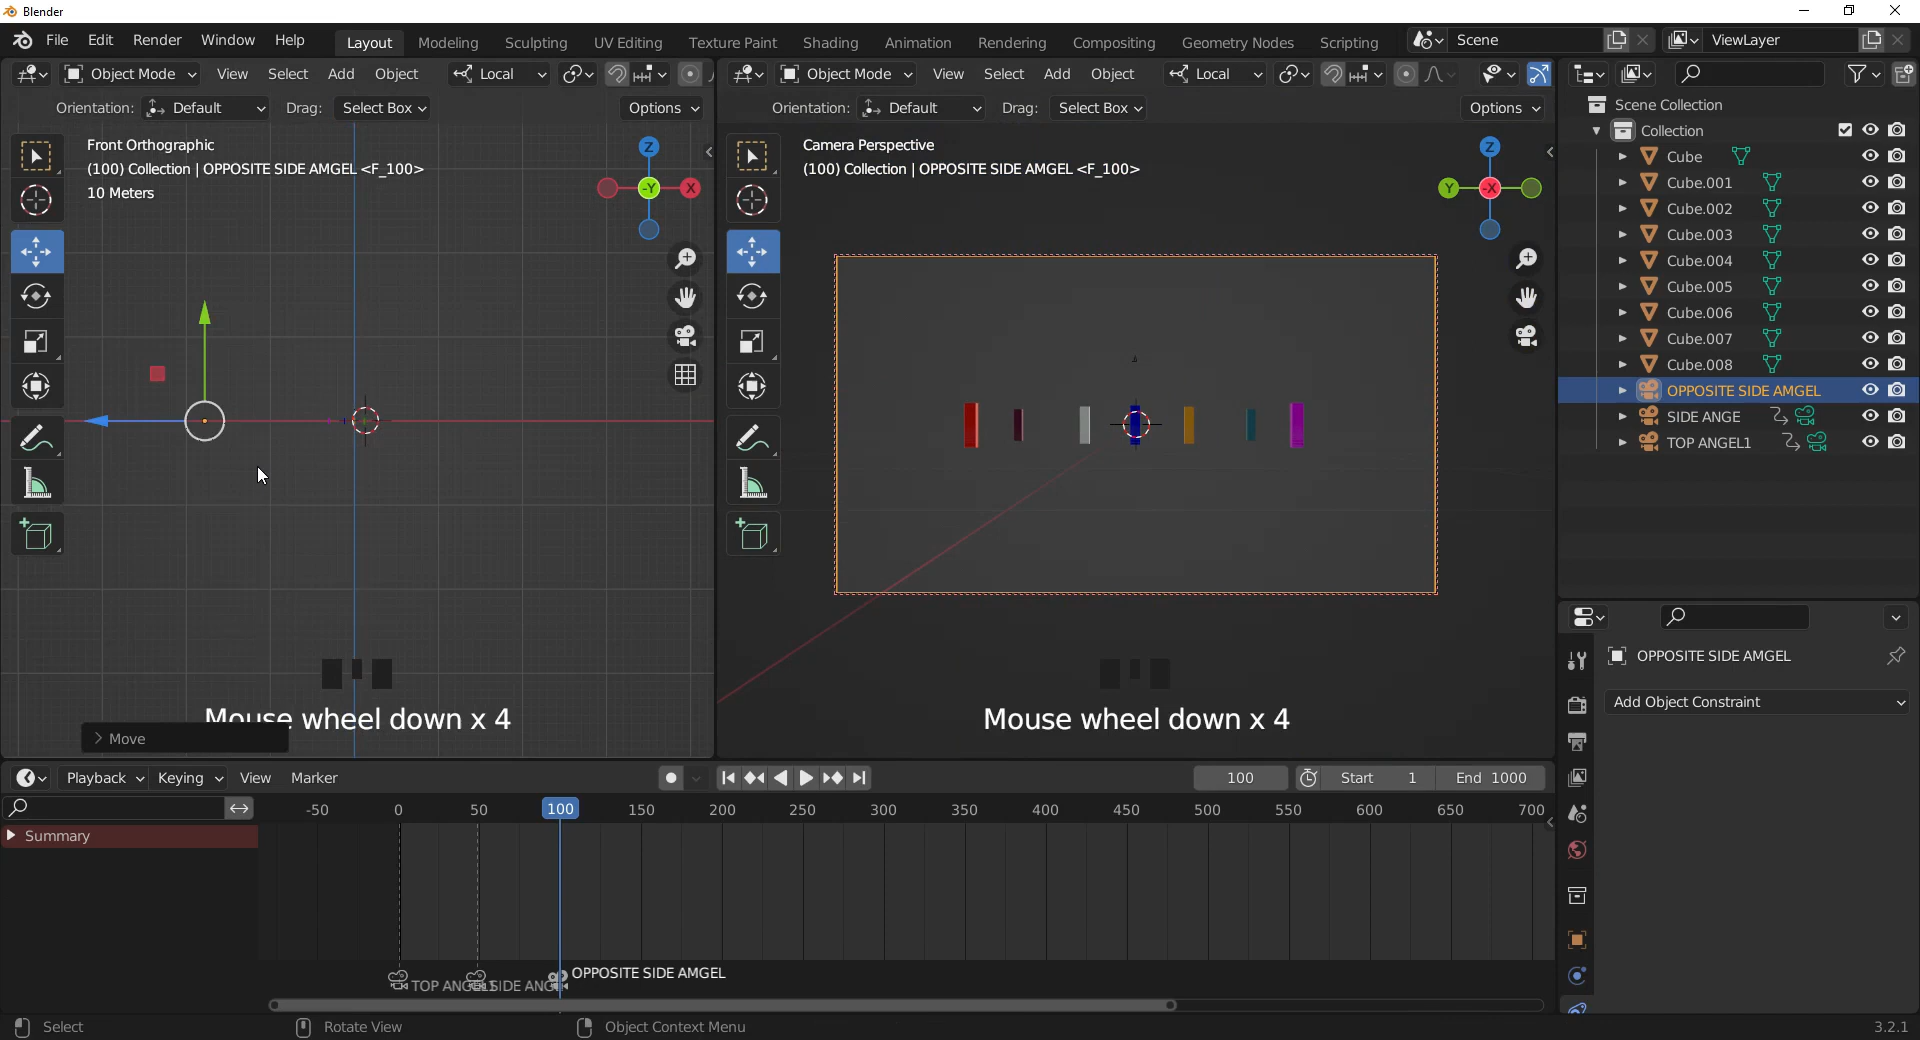 Blender
File Edit Render Window Help Layout Modeling Sculpting UV Editing Texture Paint Shading Animation Rendering Compositing Geometry Nodes Scripting Scene ViewLayer
Object Mode View Select Add Object Local
Orientation: Default Drag: Select Box Options
Front Orthographic
(100) Collection | OPPOSITE SIDE AMGEL <F_100>
10 Meters
Z
-Y
X
Mouse wheel down x 4
Move
Object Mode View Select Add Object Local
Orientation: Default Drag: Select Box Options
Camera Perspective
(100) Collection | OPPOSITE SIDE AMGEL <F_100>
Z
Y
-X
Mouse wheel down x 4
Scene Collection
Collection
Cube
Cube.001
Cube.002
Cube.003
Cube.004
Cube.005
Cube.006
Cube.007
Cube.008
OPPOSITE SIDE AMGEL
SIDE ANGE
TOP ANGEL1
OPPOSITE SIDE AMGEL
Add Object Constraint
Playback Keying View Marker 100 Start 1 End 1000
-50 0 50 100 150 200 250 300 350 400 450 500 550 600 650 700
Summary
OPPOSITE SIDE AMGEL
TOP ANGEL1 SIDE ANG
Select Rotate View Object Context Menu 3.2.1